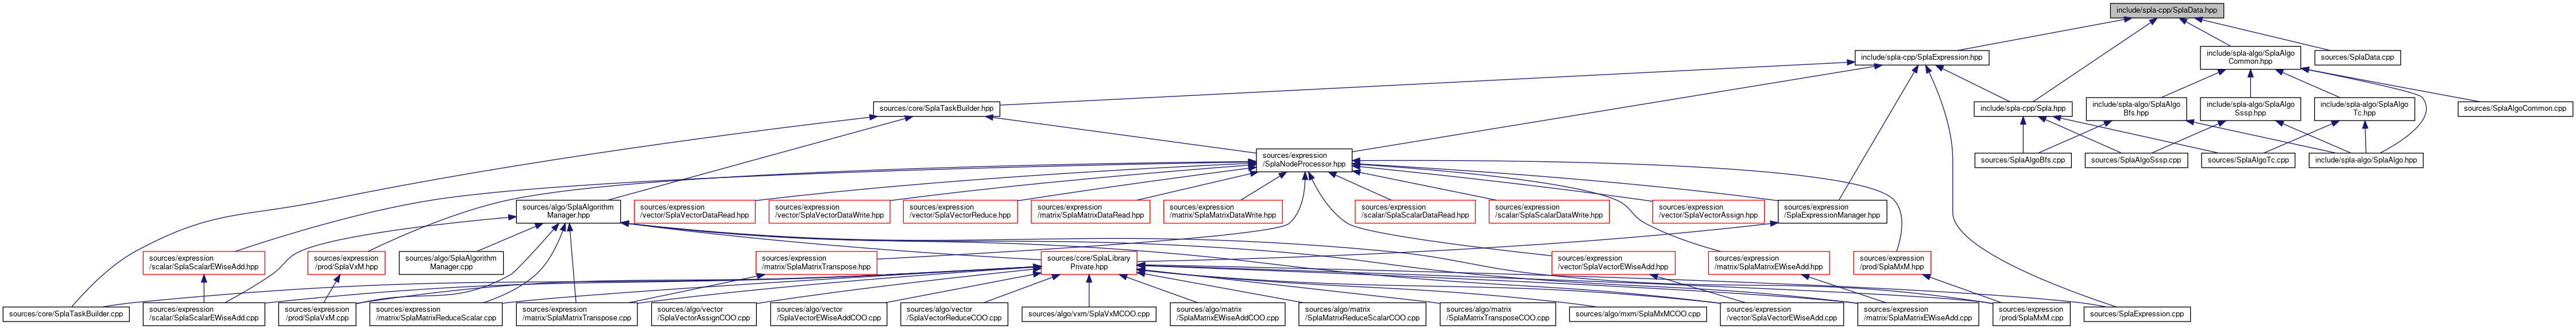 include/spla-cpp/SplaData.hpp
include/spla-cpp/SplaExpression.hpp
include/spla-algo/SplaAlgo
Common.hpp
sources/SplaData.cpp
sources/core/SplaTaskBuilder.hpp
include/spla-cpp/Spla.hpp
include/spla-algo/SplaAlgo
Bfs.hpp
include/spla-algo/SplaAlgo
Sssp.hpp
include/spla-algo/SplaAlgo
Tc.hpp
sources/SplaAlgoCommon.cpp
sources/expression
/SplaNodeProcessor.hpp
sources/SplaAlgoBfs.cpp
sources/SplaAlgoSssp.cpp
sources/SplaAlgoTc.cpp
include/spla-algo/SplaAlgo.hpp
sources/algo/SplaAlgorithm
Manager.hpp
sources/expression
/vector/SplaVectorDataRead.hpp
sources/expression
/vector/SplaVectorDataWrite.hpp
sources/expression
/vector/SplaVectorReduce.hpp
sources/expression
/matrix/SplaMatrixDataRead.hpp
sources/expression
/matrix/SplaMatrixDataWrite.hpp
sources/expression
/scalar/SplaScalarDataRead.hpp
sources/expression
/scalar/SplaScalarDataWrite.hpp
sources/expression
/vector/SplaVectorAssign.hpp
sources/expression
/SplaExpressionManager.hpp
sources/expression
/scalar/SplaScalarEWiseAdd.hpp
sources/expression
/prod/SplaVxM.hpp
sources/algo/SplaAlgorithm
Manager.cpp
sources/expression
/matrix/SplaMatrixTranspose.hpp
sources/core/SplaLibrary
Private.hpp
sources/expression
/vector/SplaVectorEWiseAdd.hpp
sources/expression
/matrix/SplaMatrixEWiseAdd.hpp
sources/expression
/prod/SplaMxM.hpp
sources/core/SplaTaskBuilder.cpp
sources/expression
/scalar/SplaScalarEWiseAdd.cpp
sources/expression
/prod/SplaVxM.cpp
sources/expression
/matrix/SplaMatrixReduceScalar.cpp
sources/expression
/matrix/SplaMatrixTranspose.cpp
sources/algo/vector
/SplaVectorAssignCOO.cpp
sources/algo/vector
/SplaVectorEWiseAddCOO.cpp
sources/algo/vector
/SplaVectorReduceCOO.cpp
sources/algo/vxm/SplaVxMCOO.cpp
sources/algo/matrix
/SplaMatrixEWiseAddCOO.cpp
sources/algo/matrix
/SplaMatrixReduceScalarCOO.cpp
sources/algo/matrix
/SplaMatrixTransposeCOO.cpp
sources/algo/mxm/SplaMxMCOO.cpp
sources/expression
/vector/SplaVectorEWiseAdd.cpp
sources/expression
/matrix/SplaMatrixEWiseAdd.cpp
sources/expression
/prod/SplaMxM.cpp
sources/SplaExpression.cpp